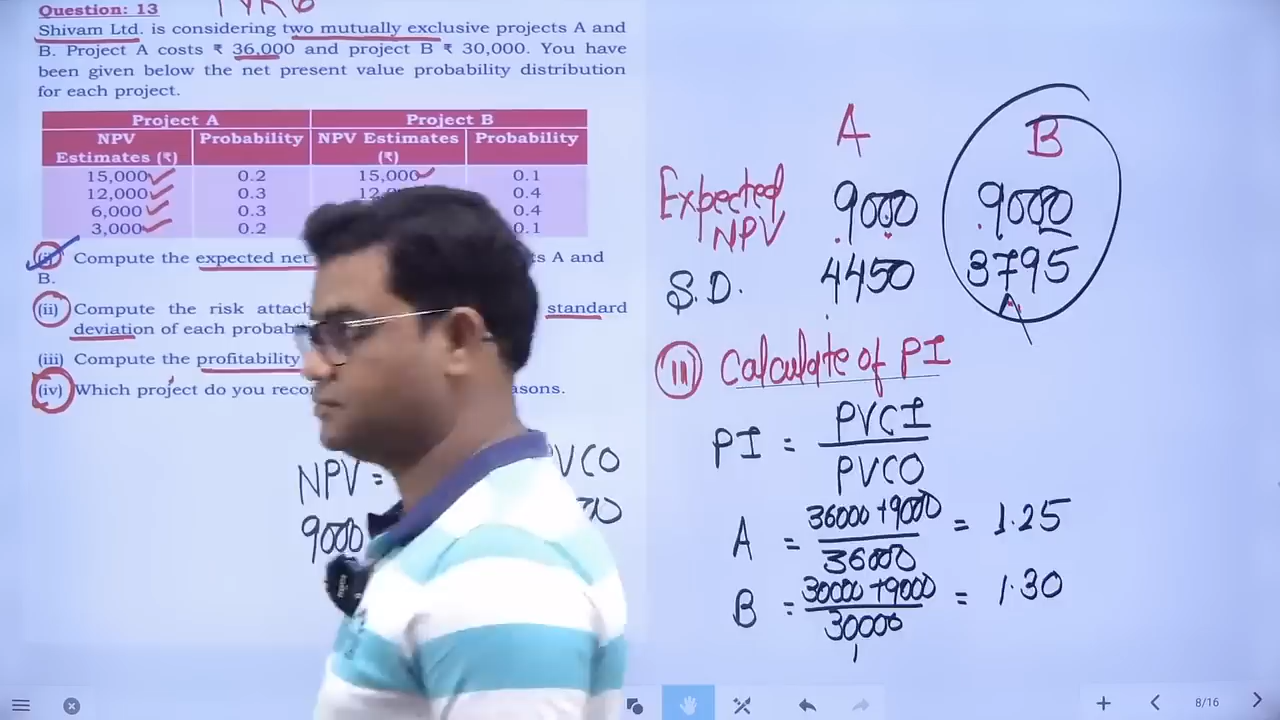 Question: 13
Shivam Ltd. is considering two mutually exclusive projects A and
B. Project A costs ₹ 36,000 and project B ₹ 30,000. You have
been given below the net present value probability distribution
for each project.
Project A Project B
NPV Estimates (₹) Probability NPV Estimates (₹) Probability
15,000 0.2 15,000 0.1
12,000 0.3 0.4
6,000 0.3 0.4
3,000 0.2 0.1
(i) Compute the expected net A and
B.
(ii) Compute the risk standard
deviation of each
(iii) Compute the profitability
(iv) Which project do you
NPV =
9000
A B
Expected NPV 9000 9000
S.D. 4450 3795
Calculate of PI
PI = PVCI
PVCO
A = 36000+9000 = 1.25
36000
B = 30000+9000 = 1.30
30000
8/16